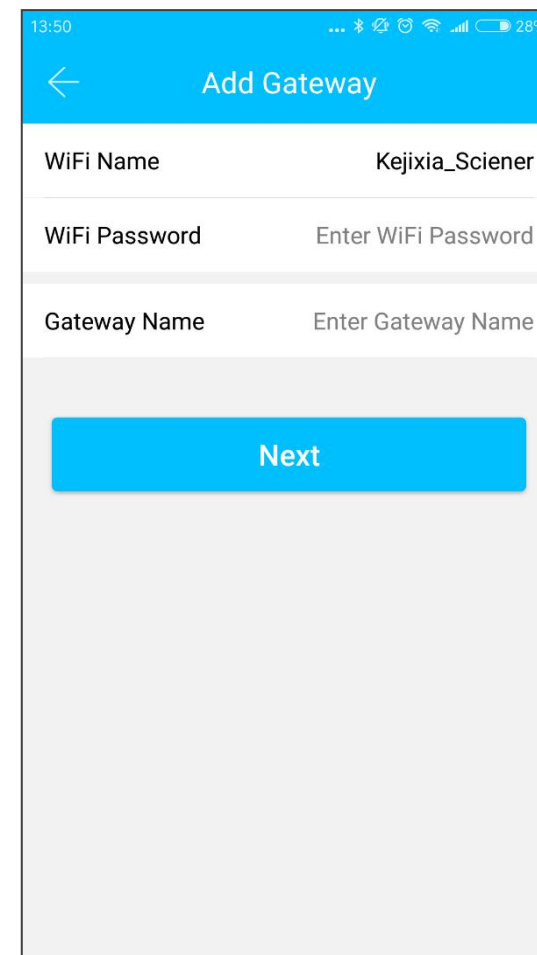 13:50 ... 28%
Add Gateway
WiFi Name Kejixia_Sciener
WiFi Password Enter WiFi Password
Gateway Name Enter Gateway Name
Next